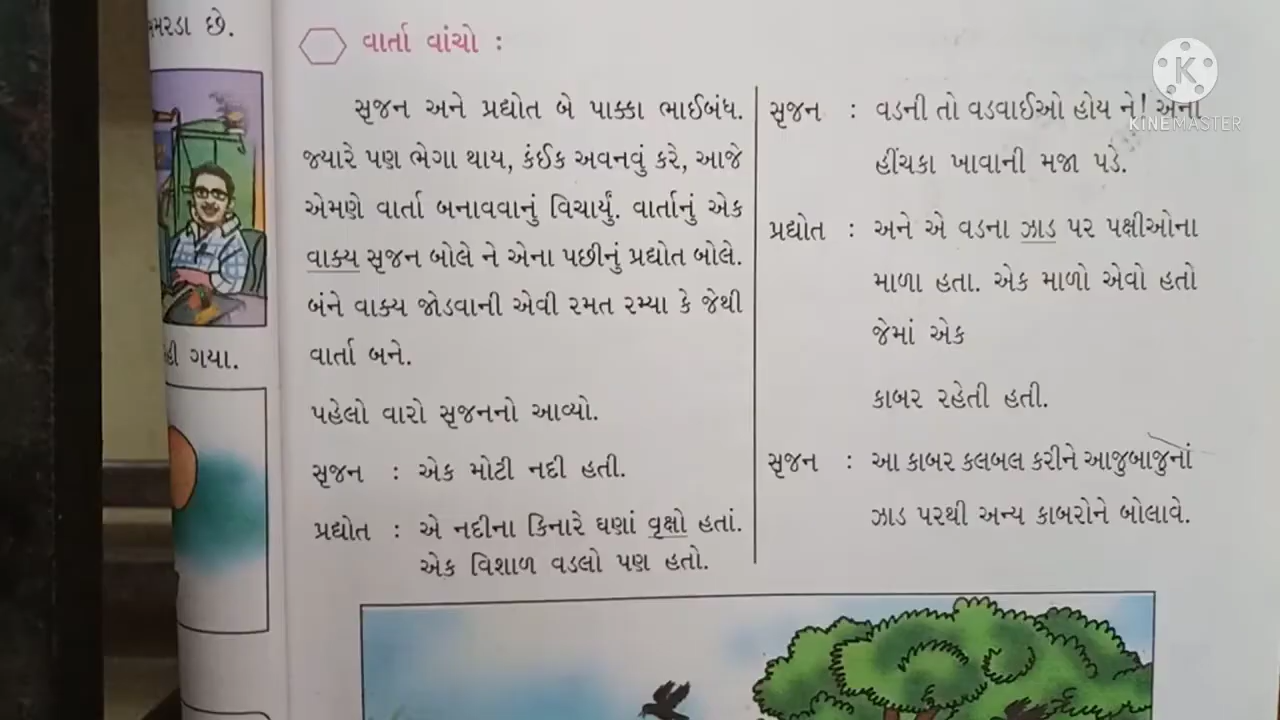 છે.
ગયા.
વાર્તા વાંચો :
સૃજન અને પ્રદ્યોત બે પાક્કા ભાઈબંધ.
જ્યારે પણ ભેગા થાય, કંઈક અવનવું કરે, આજે
એમણે વાર્તા બનાવવાનું વિચાર્યું. વાર્તાનું એક
વાક્ય સૃજન બોલે ને એના પછીનું પ્રદ્યોત બોલે.
બંને વાક્ય જોડવાની એવી રમત રમ્યા કે જેથી
વાર્તા બને.
પહેલો વારો સૃજનનો આવ્યો.
સૃજન : એક મોટી નદી હતી.
પ્રદ્યોત : એ નદીના કિનારે ઘણાં વૃક્ષો હતાં.
એક વિશાળ વડલો પણ હતો.
સૃજન : વડની તો વડવાઈઓ હોય ને!
હીંચકા ખાવાની મજા પડે.
પ્રદ્યોત : અને એ વડના ઝાડ પર પક્ષીઓના
માળા હતા. એક માળો એવો હતો
જેમાં એક
કાબર રહેતી હતી.
સૃજન : આ કાબર કલબલ કરીને આજુબાજુનાં
ઝાડ પરથી અન્ય કાબરોને બોલાવે.
K
KINEMASTER